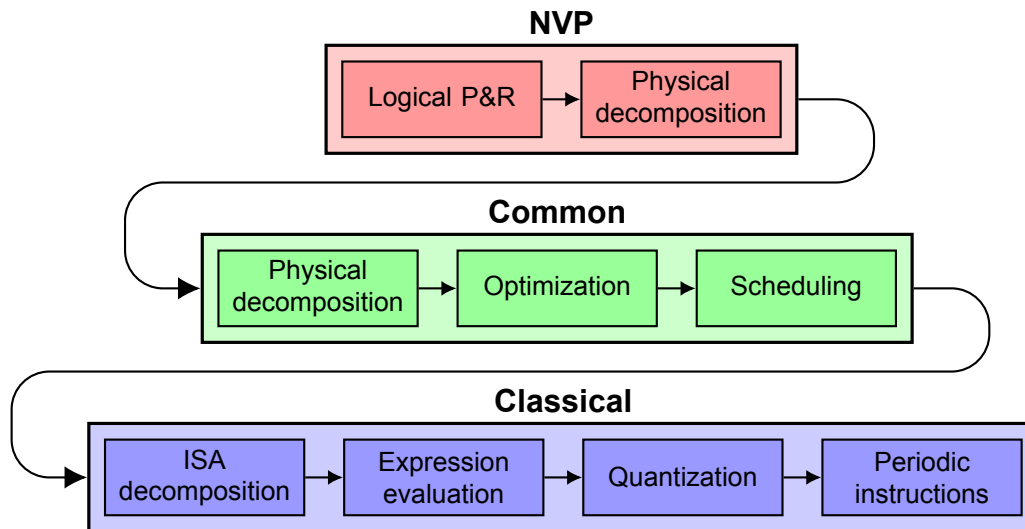 NVP
Logical P&R
Physical
decomposition
Common
Physical
decomposition
Optimization
Scheduling
Classical
ISA
decomposition
Expression
evaluation
Quantization
Periodic
instructions